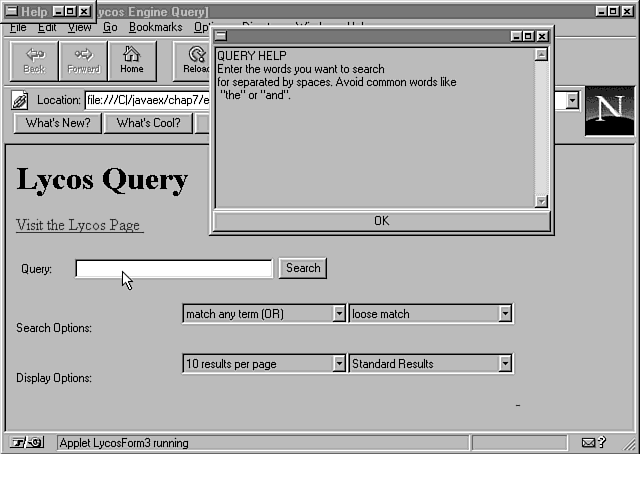 Help
ycos Engine Query]
File Edit View Go Bookmarks
Back Forward Home Reload
QUERY HELP
Enter the words you want to search
for separated by spaces. Avoid common words like
"the" or "and".
OK
Location: file:///C|/javaex/chap7/e
N
What's New? What's Cool?
Lycos Query
Visit the Lycos Page
Query: Search
Search Options: match any term (OR) loose match
Display Options: 10 results per page Standard Results
Applet LycosForm3 running
?